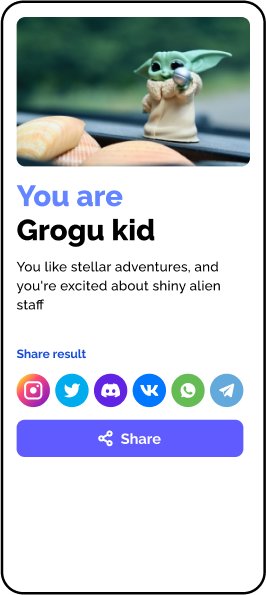 You are
Grogu kid
You like stellar adventures, and
you're excited about shiny alien
staff
Share result
Share